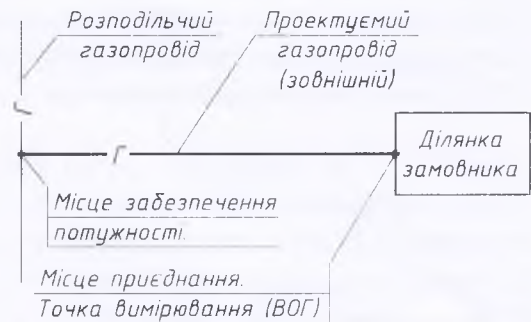 Розподільчий
газопровід
Проектуємий
газопровід
(зовнішній)
Г
Г
Ділянка
замовника
Місце забезпечення
потужності.
Місце приєднання.
Точка вимірювання (ВОГ)